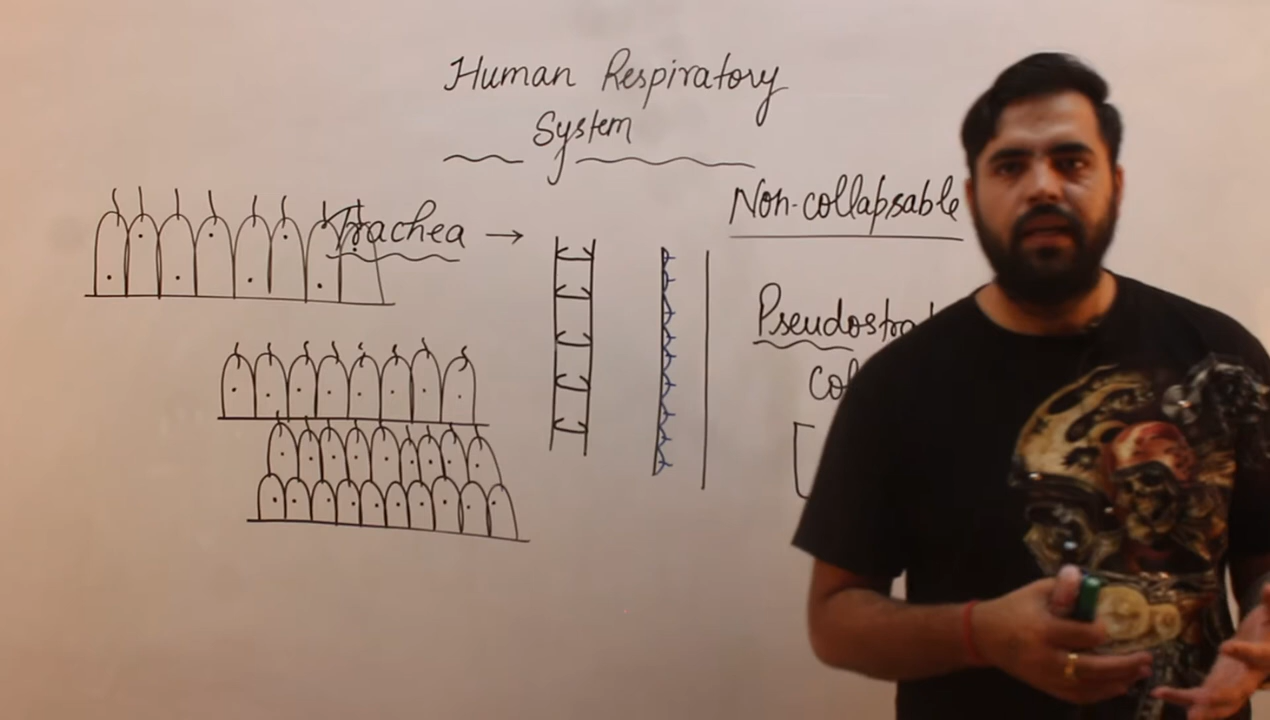 Human Respiratory
System
Trachea →
Non-collapsable